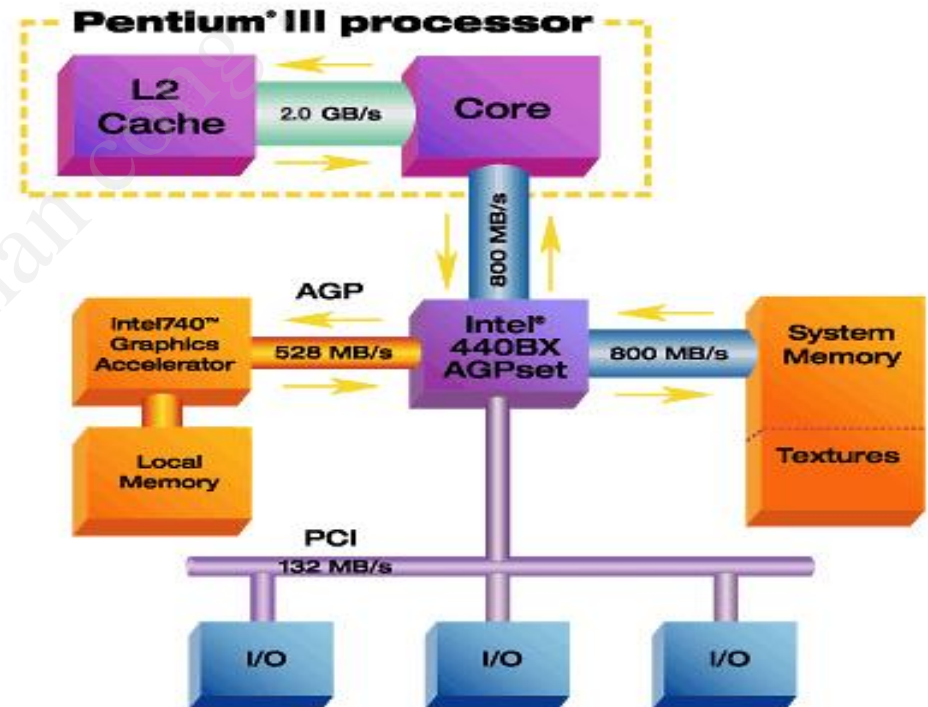 Pentium® III processor
L2
Cache
2.0 GB/s
Core
800 MB/s
AGP
Intel740™
Graphics
Accelerator
528 MB/s
Intel®
440BX
AGPset
800 MB/s
System
Memory
Textures
Local
Memory
PCI
132 MB/s
I/O
I/O
I/O